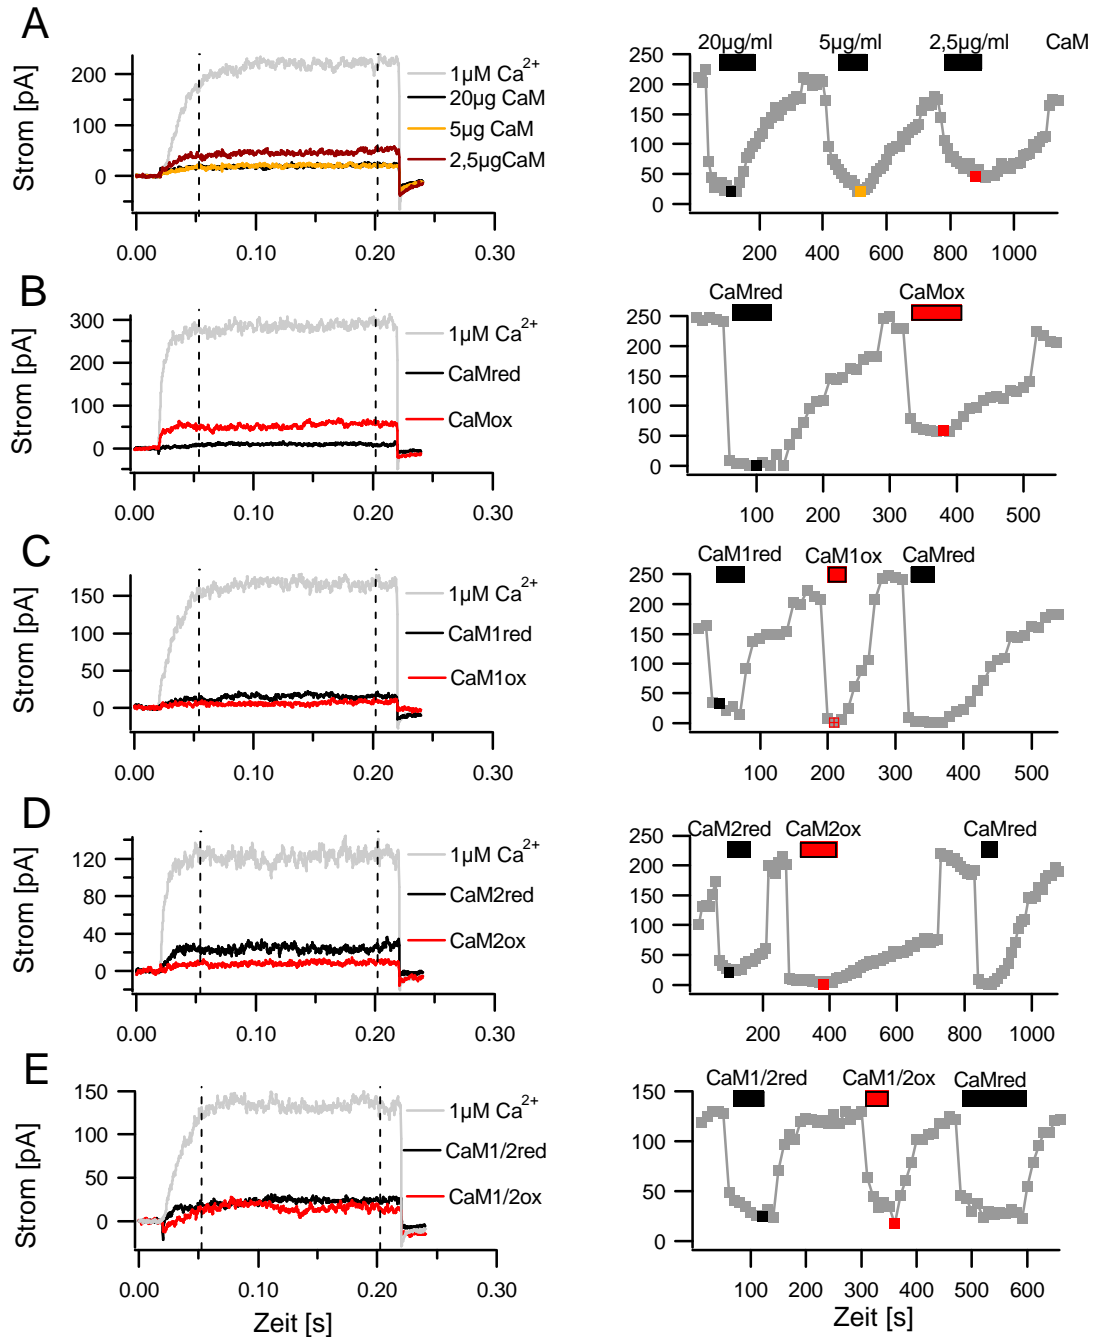 A
Strom [pA]
200
100
0
0.00
0.10
0.20
0.30
1µM Ca2+
20µg CaM
5µg CaM
2,5µgCaM
20µg/ml
5µg/ml
2,5µg/ml
CaM
250
200
150
100
50
0
200
400
600
800
1000
B
Strom [pA]
300
200
100
0
0.00
0.10
0.20
0.30
1µM Ca2+
CaMred
CaMox
CaMred
CaMox
250
200
150
100
50
0
100
200
300
400
500
C
Strom [pA]
150
100
50
0
0.00
0.10
0.20
0.30
1µM Ca2+
CaM1red
CaM1ox
CaM1red
CaM1ox
CaMred
250
200
150
100
50
0
100
200
300
400
500
D
Strom [pA]
120
80
40
0
0.00
0.10
0.20
0.30
1µM Ca2+
CaM2red
CaM2ox
CaM2red
CaM2ox
CaMred
250
200
150
100
50
0
200
400
600
800
1000
E
Strom [pA]
150
100
50
0
0.00
0.10
0.20
0.30
Zeit [s]
1µM Ca2+
CaM1/2red
CaM1/2ox
CaM1/2red
CaM1/2ox
CaMred
150
100
50
0
100
200
300
400
500
600
Zeit [s]